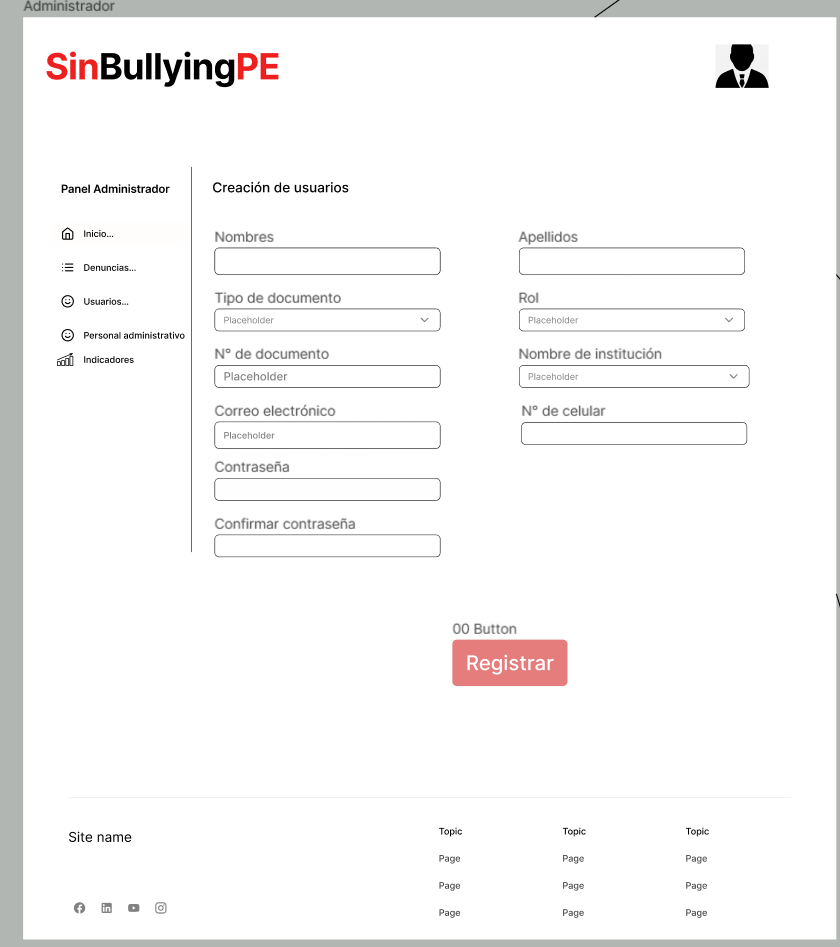 Administrador
SinBullyingPE
Panel Administrador
Inicio...
Denuncias...
Usuarios...
Personal administrativo
Indicadores
Creación de usuarios
Nombres
Apellidos
Tipo de documento
Placeholder
Rol
Placeholder
N° de documento
Placeholder
Nombre de institución
Placeholder
Correo electrónico
Placeholder
N° de celular
Contraseña
Confirmar contraseña
00 Button
Registrar
Site name
Topic
Page
Page
Page
Topic
Page
Page
Page
Topic
Page
Page
Page